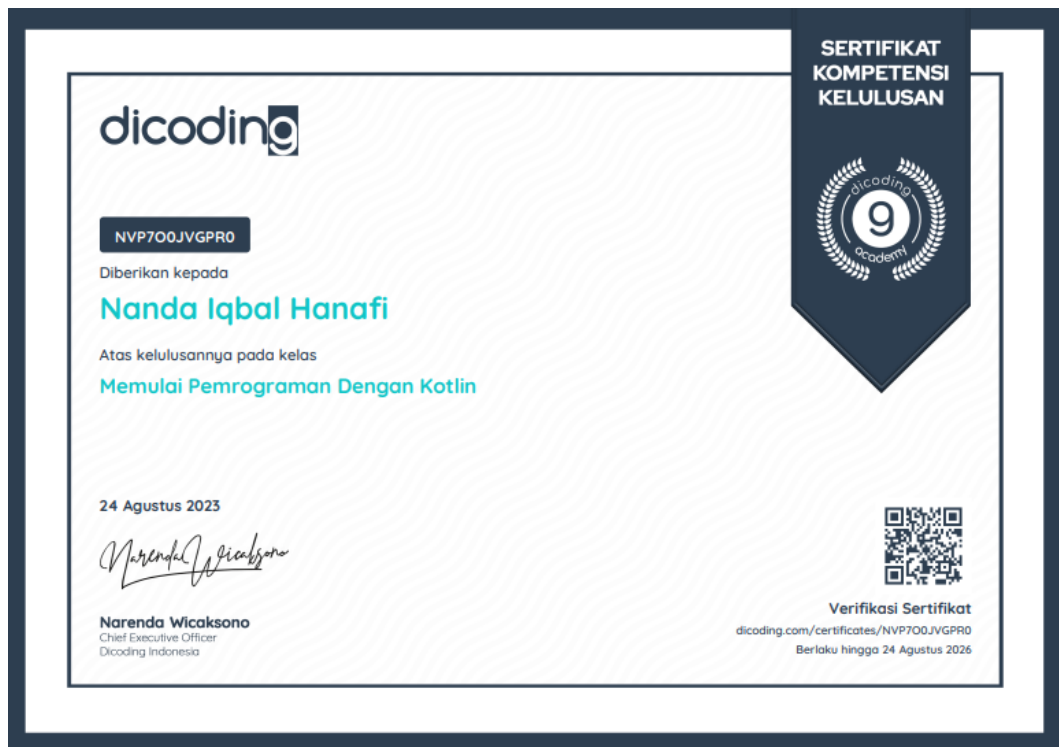 SERTIFIKAT
KOMPETENSI
KELULUSAN
dicoding
dicoding
9
academy
NVP7O0JVGPR0
Diberikan kepada
Nanda Iqbal Hanafi
Atas kelulusannya pada kelas
Memulai Pemrograman Dengan Kotlin
24 Agustus 2023
Narenda Wicaksono
Narenda Wicaksono
Chief Executive Officer
Dicoding Indonesia
Verifikasi Sertifikat
dicoding.com/certificates/NVP7O0JVGPR0
Berlaku hingga 24 Agustus 2026